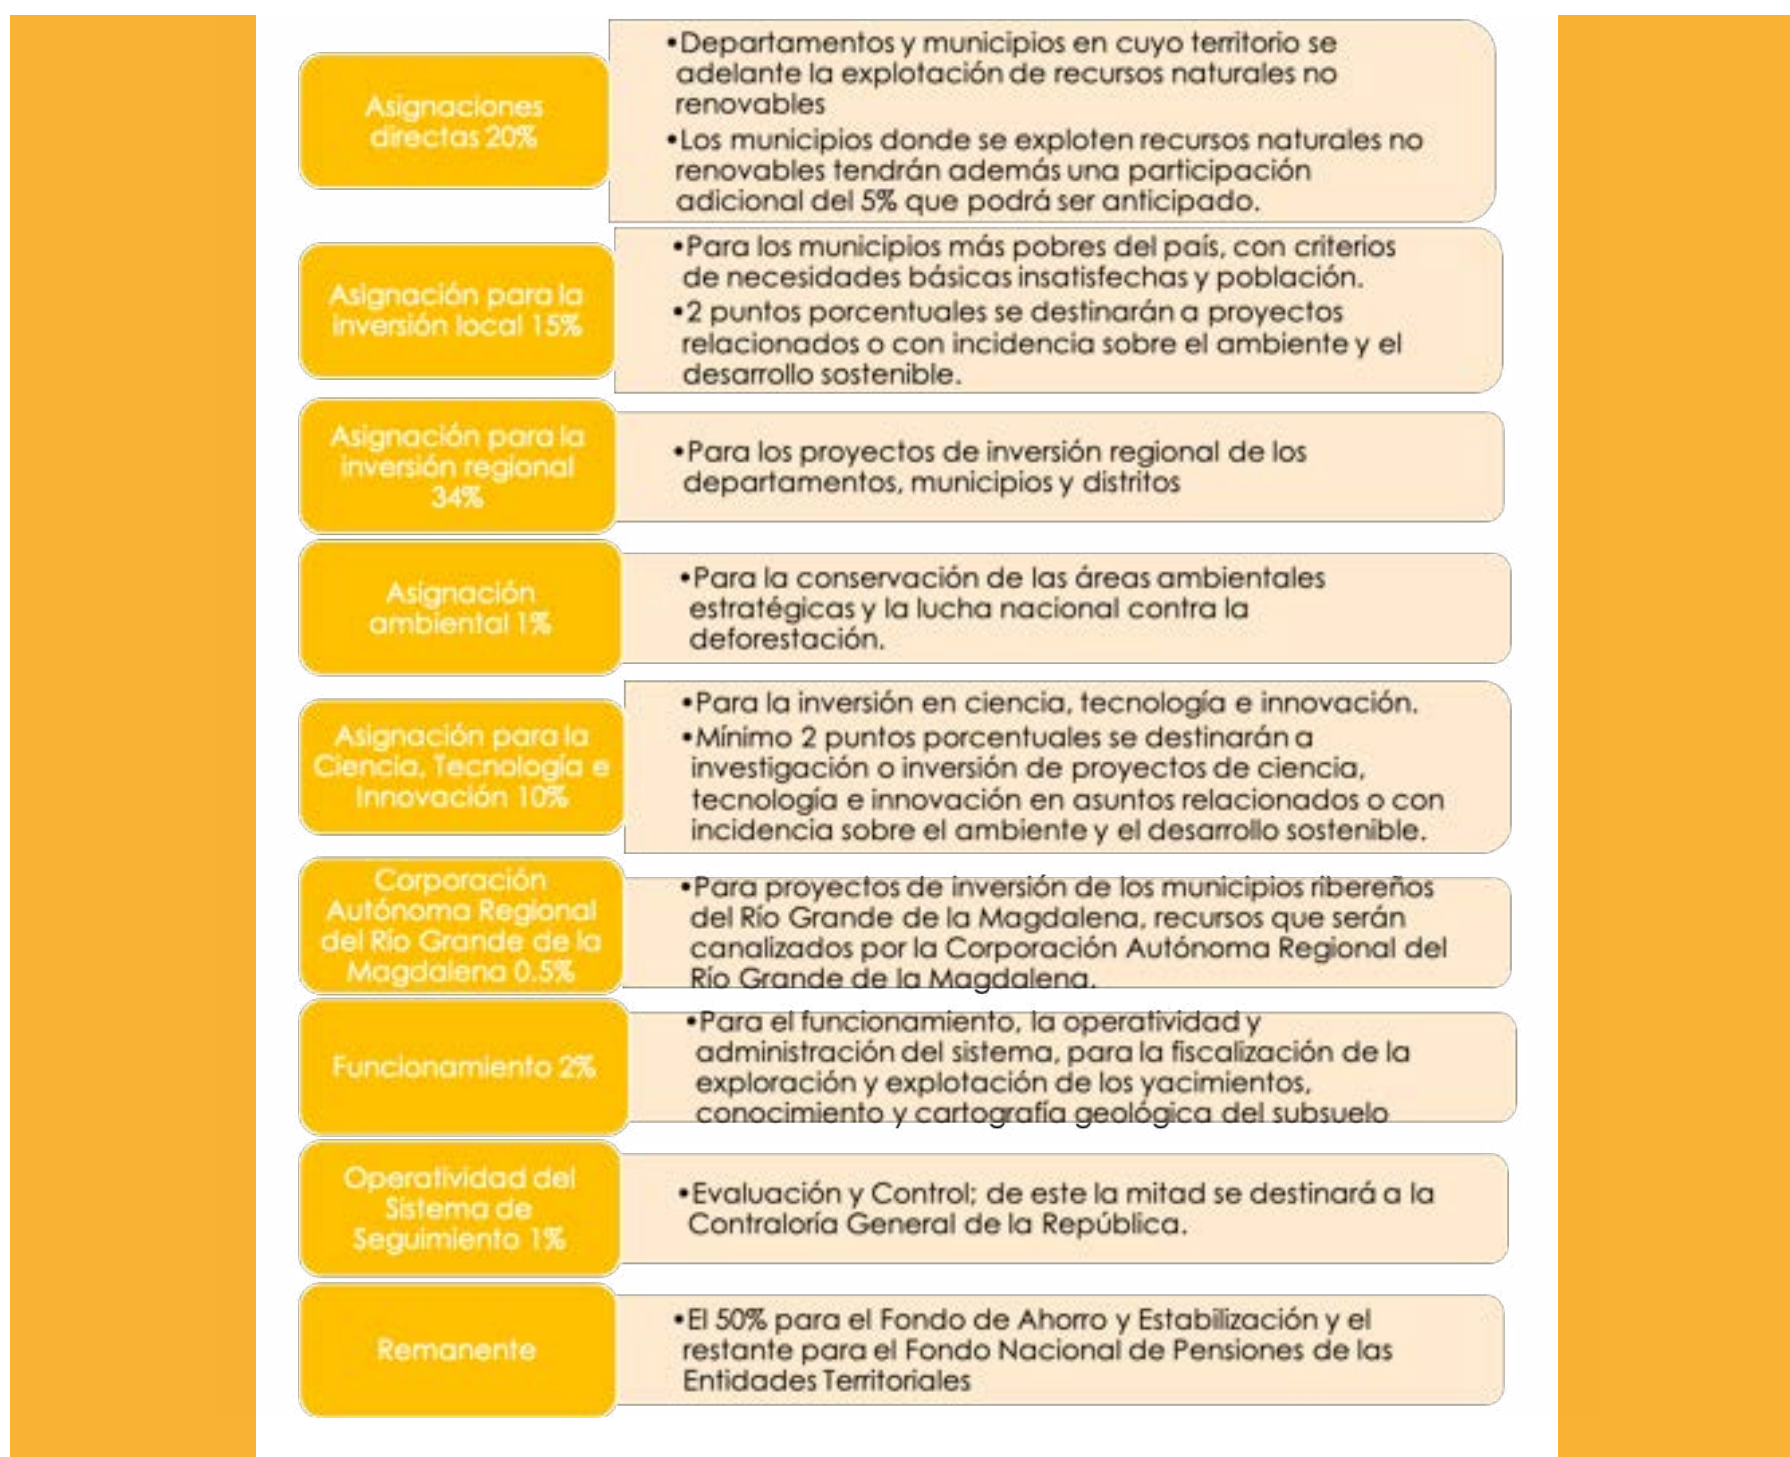 Asignaciones
directas 20%
•Departamentos y municipios en cuyo territorio se
adelante la explotación de recursos naturales no
renovables
•Los municipios donde se exploten recursos naturales no
renovables tendrán además una participación
adicional del 5% que podrá ser anticipado.
Asignación para la
inversión local 15%
•Para los municipios más pobres del país, con criterios
de necesidades básicas insatisfechas y población.
•2 puntos porcentuales se destinarán a proyectos
relacionados o con incidencia sobre el ambiente y el
desarrollo sostenible.
Asignación para la
inversión regional
34%
•Para los proyectos de inversión regional de los
departamentos, municipios y distritos
Asignación
ambiental 1%
•Para la conservación de las áreas ambientales
estratégicas y la lucha nacional contra la
deforestación.
Asignación para la
Ciencia, Tecnología e
Innovación 10%
•Para la inversión en ciencia, tecnología e innovación.
•Mínimo 2 puntos porcentuales se destinarán a
investigación o inversión de proyectos de ciencia,
tecnología e innovación en asuntos relacionados o con
incidencia sobre el ambiente y el desarrollo sostenible.
Corporación
Autónoma Regional
del Río Grande de la
Magdalena 0.5%
•Para proyectos de inversión de los municipios ribereños
del Río Grande de la Magdalena, recursos que serán
canalizados por la Corporación Autónoma Regional del
Río Grande de la Magdalena.
Funcionamiento 2%
•Para el funcionamiento, la operatividad y
administración del sistema, para la fiscalización de la
exploración y explotación de los yacimientos,
conocimiento y cartografía geológica del subsuelo
Operatividad del
Sistema de
Seguimiento 1%
•Evaluación y Control; de este la mitad se destinará a la
Contraloría General de la República.
Remanente
•El 50% para el Fondo de Ahorro y Estabilización y el
restante para el Fondo Nacional de Pensiones de las
Entidades Territoriales